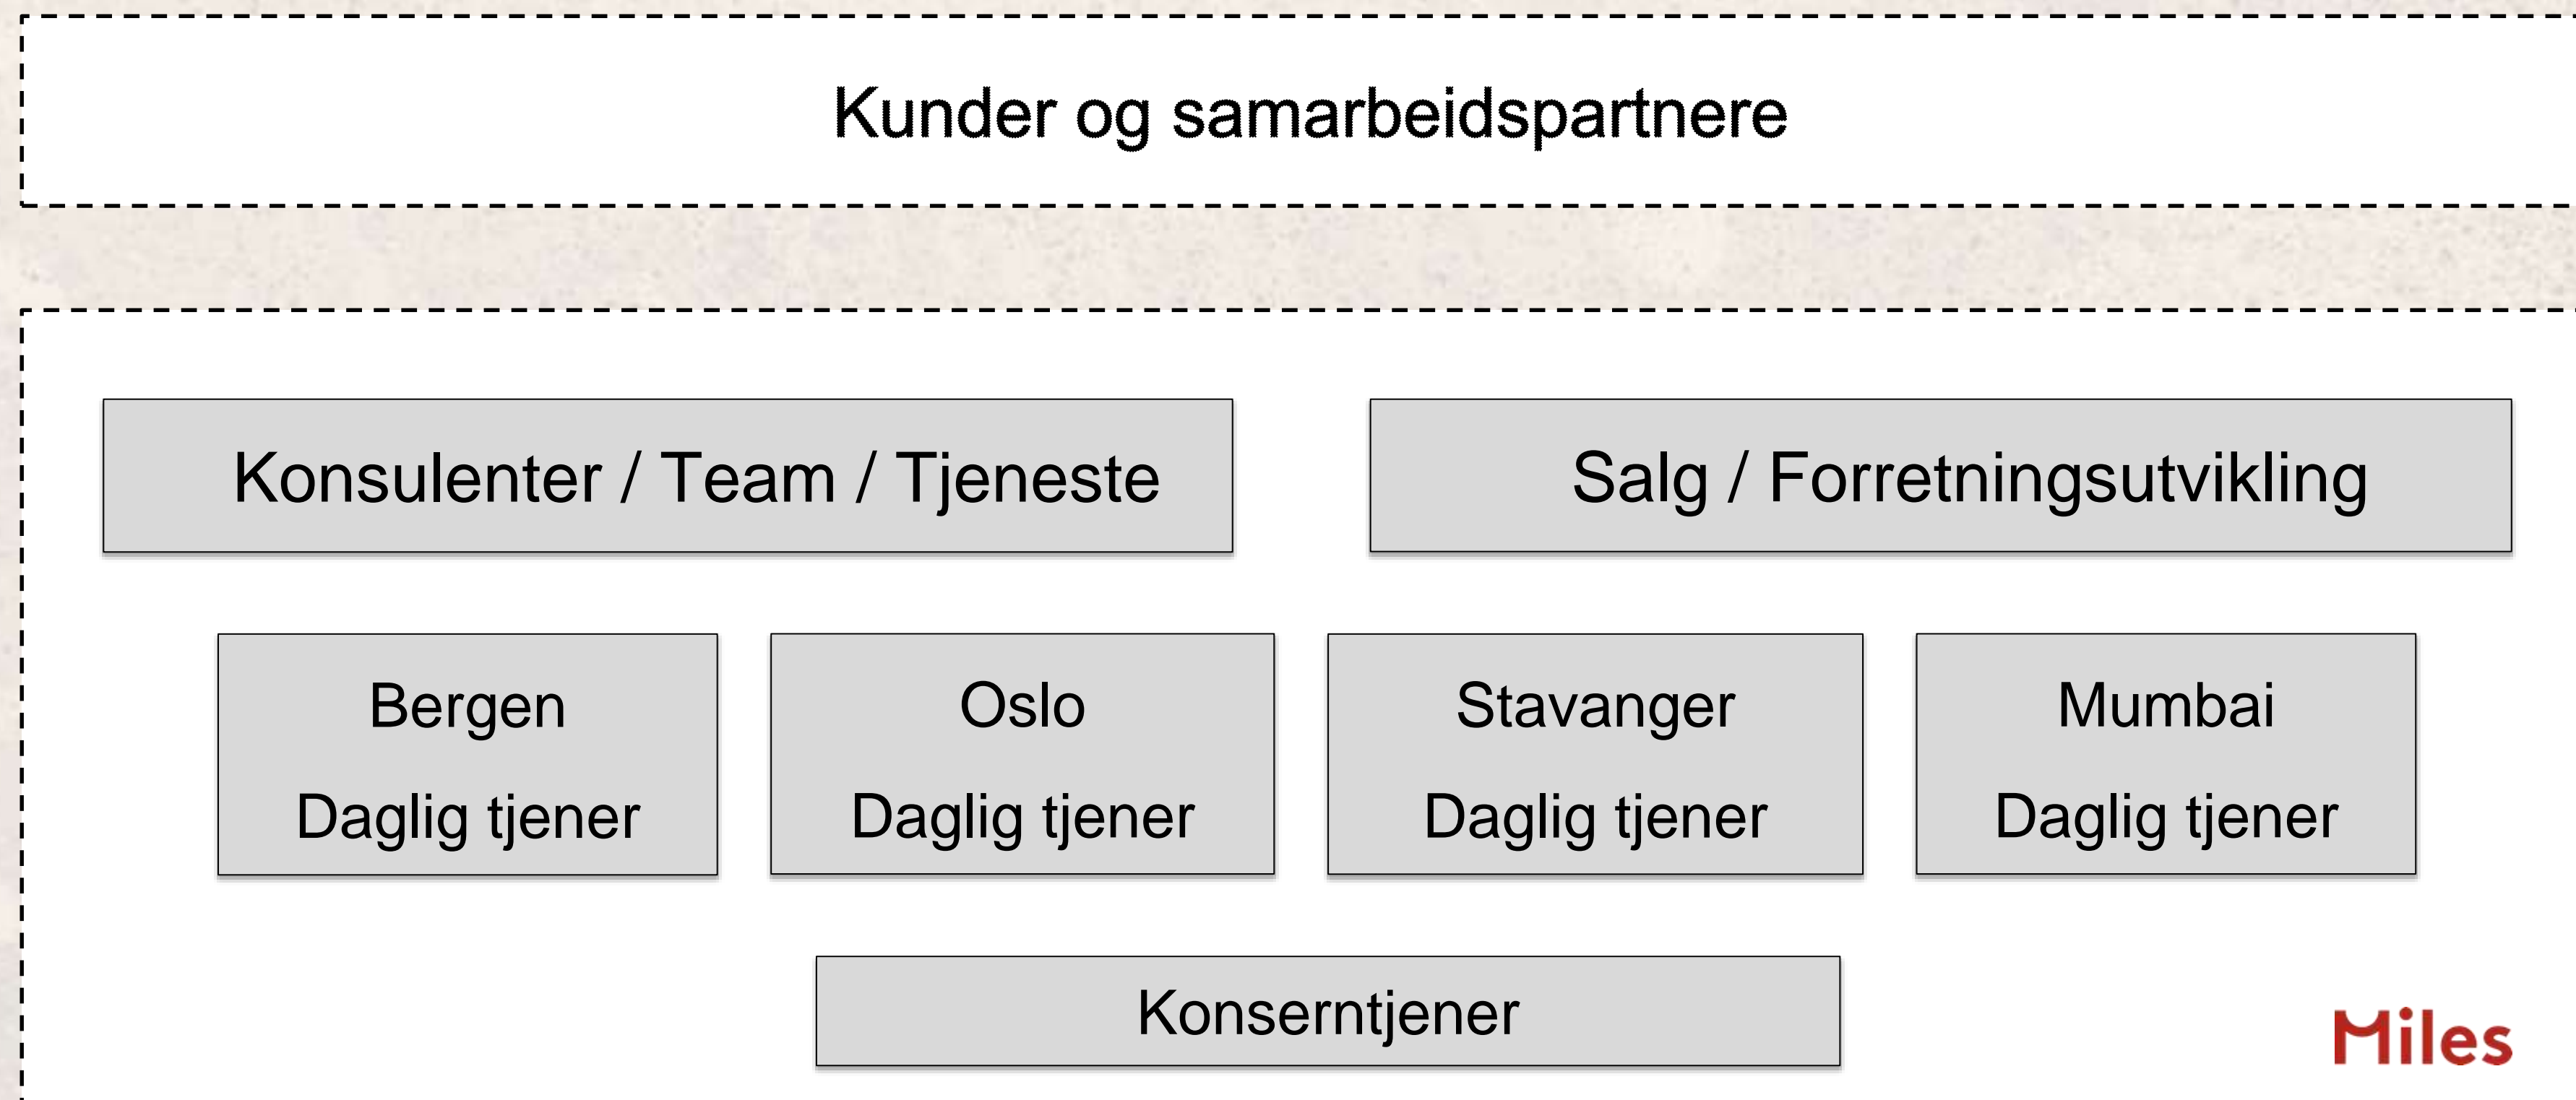 Kunder og samarbeidspartnere
Konsulenter / Team / Tjeneste
Salg / Forretningsutvikling
Bergen
Daglig tjener
Oslo
Daglig tjener
Stavanger
Daglig tjener
Mumbai
Daglig tjener
Konserntjener
Miles